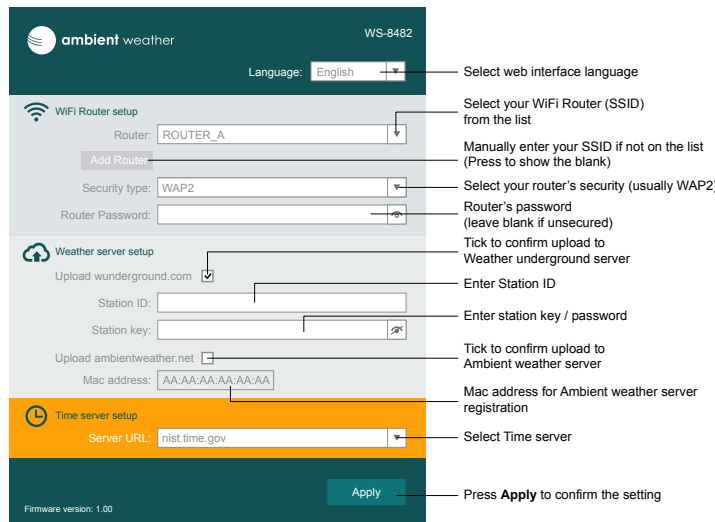 ambient weather
WS-8482
Language: English
Select web interface language
WiFi Router setup
Router: ROUTER_A
Select your WiFi Router (SSID)
from the list
Add Router
Manually enter your SSID if not on the list
(Press to show the blank)
Security type: WAP2
Select your router's security (usually WAP2)
Router Password:
Router's password
(leave blank if unsecured)
Weather server setup
Upload wunderground.com
Tick to confirm upload to
Weather underground server
Station ID:
Enter Station ID
Station key:
Enter station key / password
Upload ambientweather.net
Tick to confirm upload to
Ambient weather server
Mac address: AA:AA:AA:AA:AA:AA
Mac address for Ambient weather server
registration
Time server setup
Server URL: nist.time.gov
Select Time server
Apply
Press Apply to confirm the setting
Firmware version: 1.00